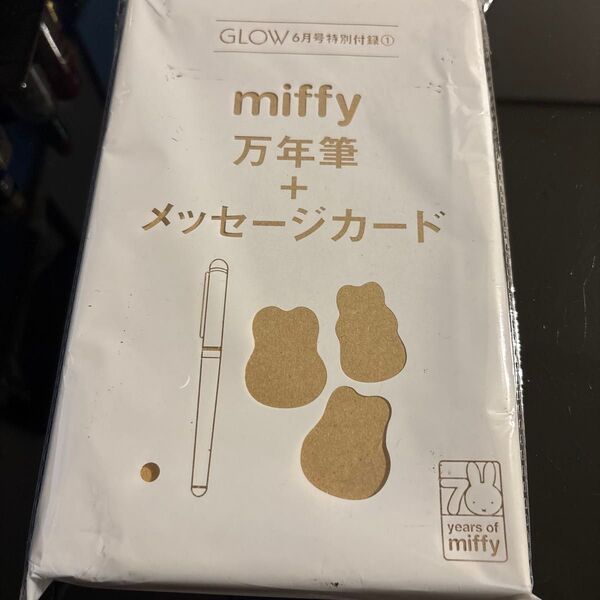 GLOW 6月号特別付録①
miffy
万年筆
+
メッセージカード
70
years of
miffy